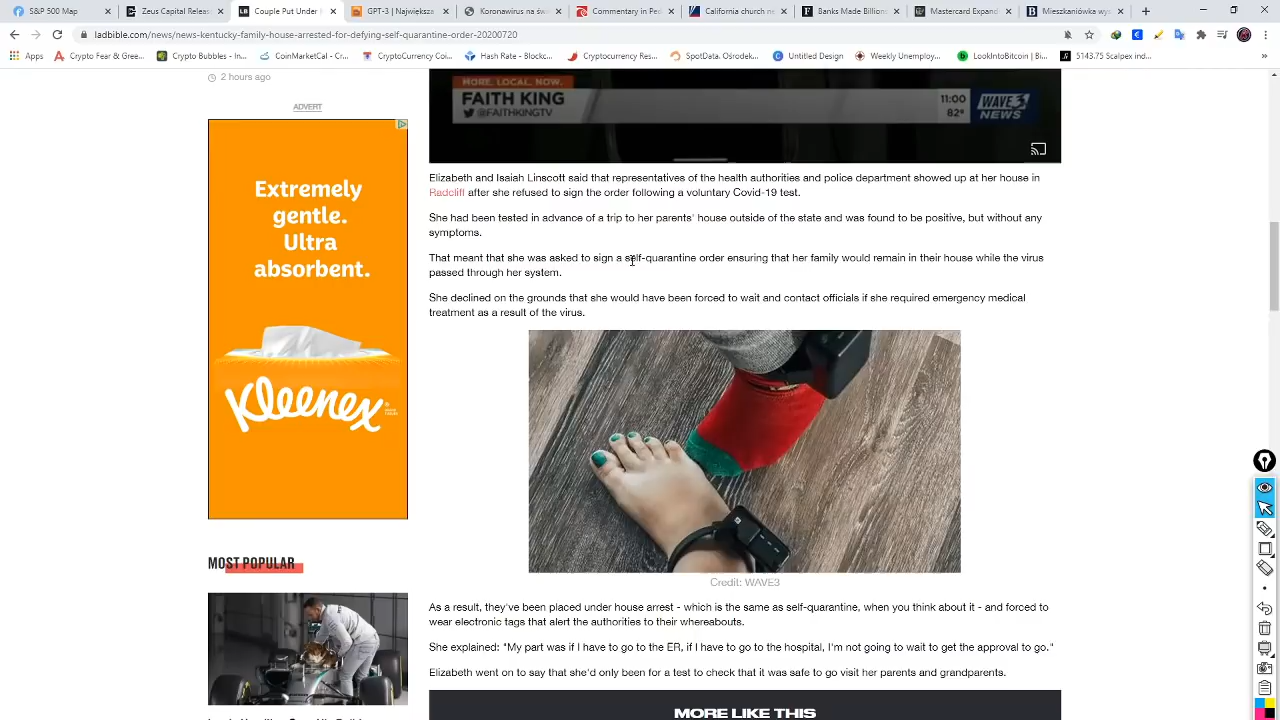 S&P 500 Map
Zeus Capital Releas
Couple Put Under I
GPT-3 | Największa
Koronawirus na św
Commentary in Pes
California church ns
Banks Made Billions
Mastercard Expand
Bieżanowska wyz
ladbible.com/news/news-kentucky-family-house-arrested-for-defying-self-quarantine-order-20200720
Apps
Crypto Fear & Gree...
Crypto Bubbles - In...
CoinMarketCal - Cr...
CryptoCurrency Col...
Hash Rate - Blockc...
Cryptocurrency Res...
SpotData. Ośrodek...
Untitled Design
Weekly Unemploy...
LookIntoBitcoin | Bi...
5143.75 Scalpex ind...
»
2 hours ago
ADVERT
Extremely
gentle.
Ultra
absorbent.
Kleenex
MOST POPULAR
MORE. LOCAL. NOW.
FAITH KING
@FAITHKINGTV
11:00
82°
WAVE3
NEWS
Elizabeth and Isaiah Linscott said that representatives of the health authorities and police department showed up at her house in
Radcliff after she refused to sign the order following a voluntary Covid-19 test.
She had been tested in advance of a trip to her parents' house out of the state and was found to be positive, but without any
symptoms.
That meant that she was asked to sign a self-quarantine order ensuring that her family would remain in their house while the virus
passed through her system.
She declined on the grounds that she would have been forced to wait and contact officials if she required emergency medical
treatment as a result of the virus.
Credit: WAVE3
As a result, they've been placed under house arrest - which is the same as self-quarantine, when you think about it - and forced to
wear electronic tags that alert the authorities to their whereabouts.
She explained: "My part was if I have to go to the ER, if I have to go to the hospital, I'm not going to wait to get the approval to go."
Elizabeth went on to say that she'd only been for a test to check that it was safe to go visit her parents and grandparents.
MORE LIKE THIS